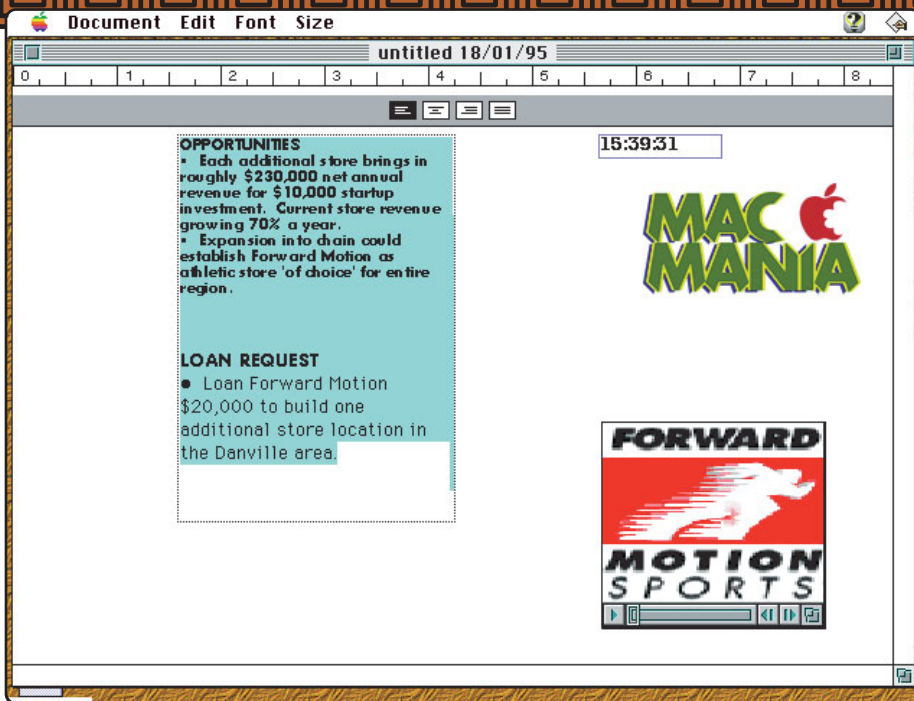 Document Edit Font Size
untitled 18/01/95
0 1 2 3 4 5 6 7 8
OPPORTUNITIES
• Each additional store brings in
roughly $230,000 net annual
revenue for $10,000 startup
investment. Current store revenue
growing 70% a year.
• Expansion into chain could
establish Forward Motion as
athletic store 'of choice' for entire
region.
LOAN REQUEST
• Loan Forward Motion
$20,000 to build one
additional store location in
the Danville area.
15:39:31
MAC
MANIA
FORWARD
MOTION
SPORTS